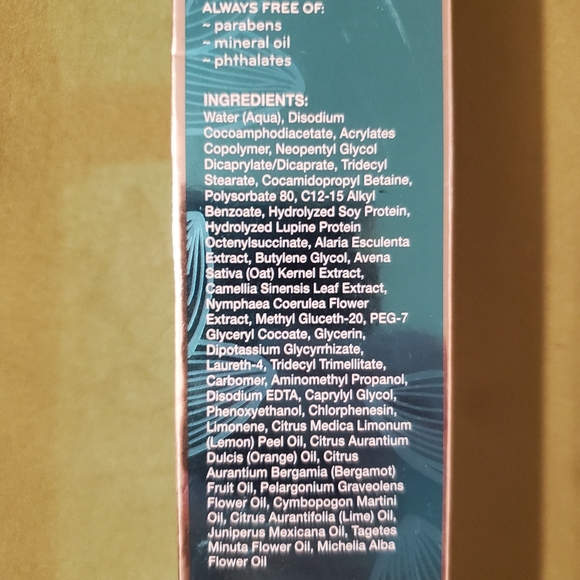 ALWAYS FREE OF:
~ parabens
~ mineral oil
~ phthalates
INGREDIENTS:
Water (Aqua), Disodium
Cocoamphodiacetate, Acrylates
Copolymer, Neopentyl Glycol
Dicaprylate/Dicaprate, Tridecyl
Stearate, Cocamidopropyl Betaine,
Polysorbate 80, C12-15 Alkyl
Benzoate, Hydrolyzed Soy Protein,
Hydrolyzed Lupine Protein
Octenylsuccinate, Alaria Esculenta
Extract, Butylene Glycol, Avena
Sativa (Oat) Kernel Extract,
Camellia Sinensis Leaf Extract,
Nymphaea Coerulea Flower
Extract, Methyl Gluceth-20, PEG-7
Glyceryl Cocoate, Glycerin,
Dipotassium Glycyrrhizate,
Laureth-4, Tridecyl Trimellitate,
Carbomer, Aminomethyl Propanol,
Disodium EDTA, Caprylyl Glycol,
Phenoxyethanol, Chlorphenesin,
Limonene, Citrus Medica Limonum
(Lemon) Peel Oil, Citrus Aurantium
Dulcis (Orange) Oil, Citrus
Aurantium Bergamia (Bergamot)
Fruit Oil, Pelargonium Graveolens
Flower Oil, Cymbopogon Martini
Oil, Citrus Aurantifolia (Lime) Oil,
Juniperus Mexicana Oil, Tagetes
Minuta Flower Oil, Michelia Alba
Flower Oil